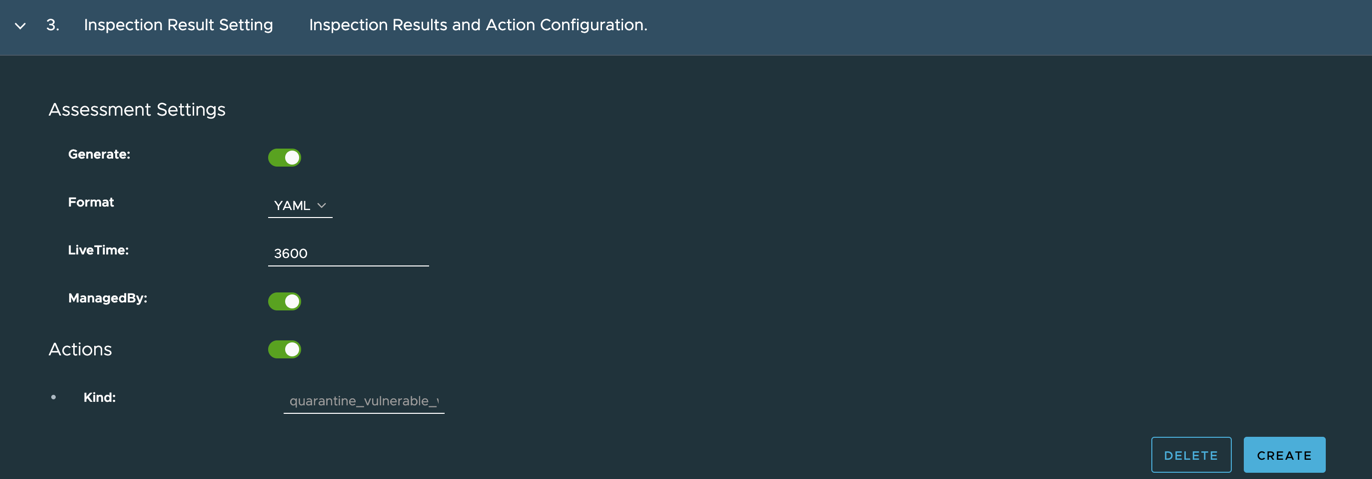 3. Inspection Result Setting Inspection Results and Action Configuration.
Assessment Settings
Generate:
Format YAML
LiveTime: 3600
ManagedBy:
Actions
• Kind: quarantine_vulnerable_
DELETE CREATE